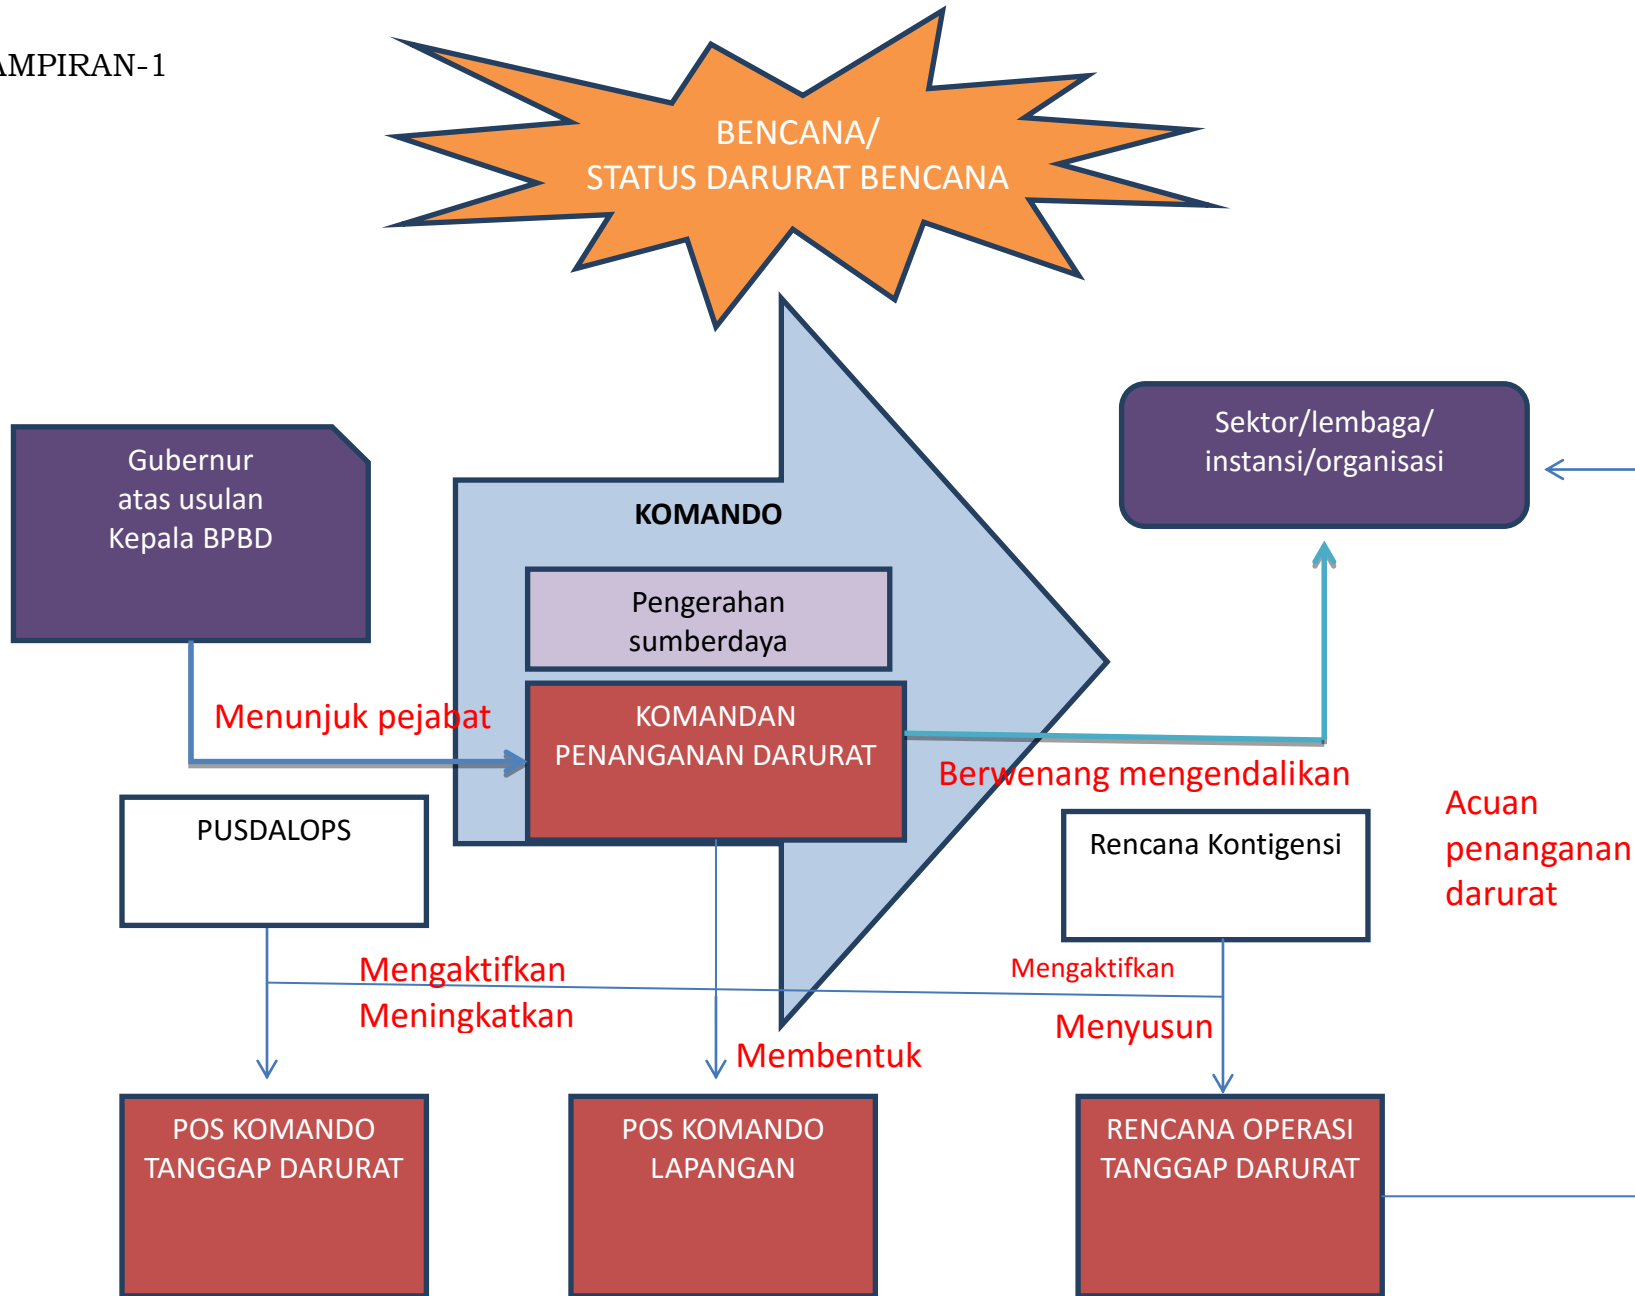 AMPIRAN-1
BENCANA/
STATUS DARURAT BENCANA
Gubernur
atas usulan
Kepala BPBD
KOMANDO
Pengerahan
sumberdaya
Sektor/lembaga/
instansi/organisasi
Menunjuk pejabat
KOMANDAN
PENANGANAN DARURAT
Berwenang mengendalikan
PUSDALOPS
Rencana Kontigensi
Acuan
penanganan
darurat
Mengaktifkan
Meningkatkan
Mengaktifkan
Menyusun
Membentuk
POS KOMANDO
TANGGAP DARURAT
POS KOMANDO
LAPANGAN
RENCANA OPERASI
TANGGAP DARURAT